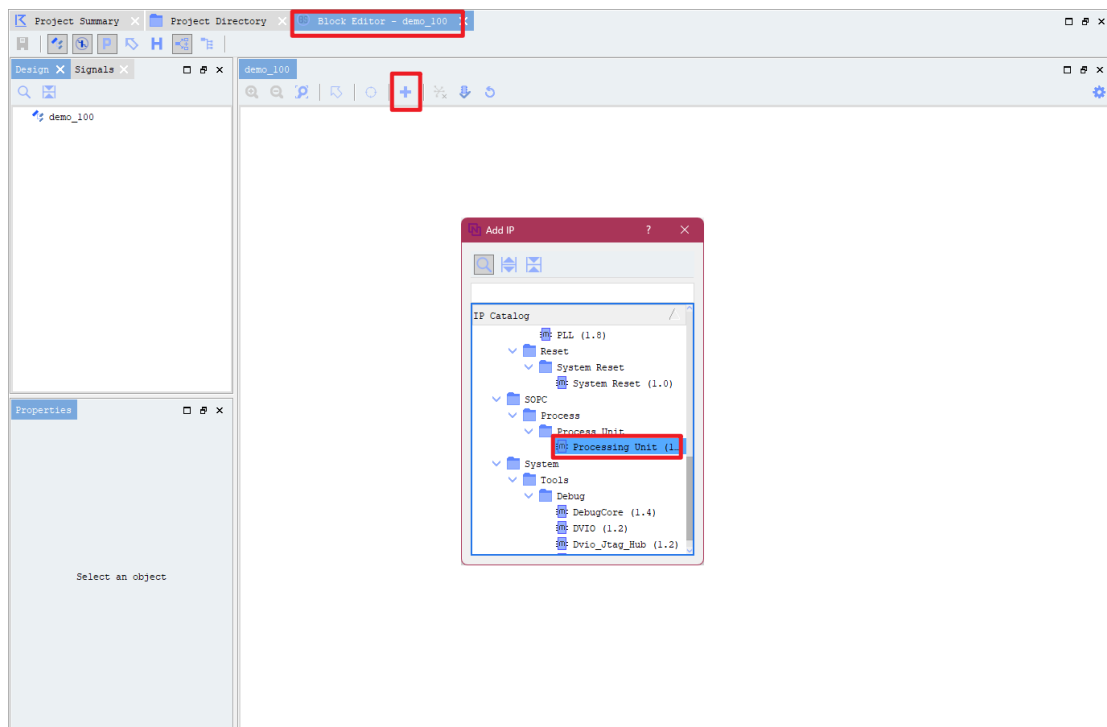 Project Summary
Project Directory
Block Editor - demo_100
P
H
Design
Signals
demo_100
demo_100
Add IP
?
IP Catalog
PLL (1.8)
Reset
System Reset
System Reset (1.0)
SOPC
Process
Process Unit
Processing Unit (1...
System
Tools
Debug
DebugCore (1.4)
DVIO (1.2)
Dvio_Jtag_Hub (1.2)
Properties
Select an object